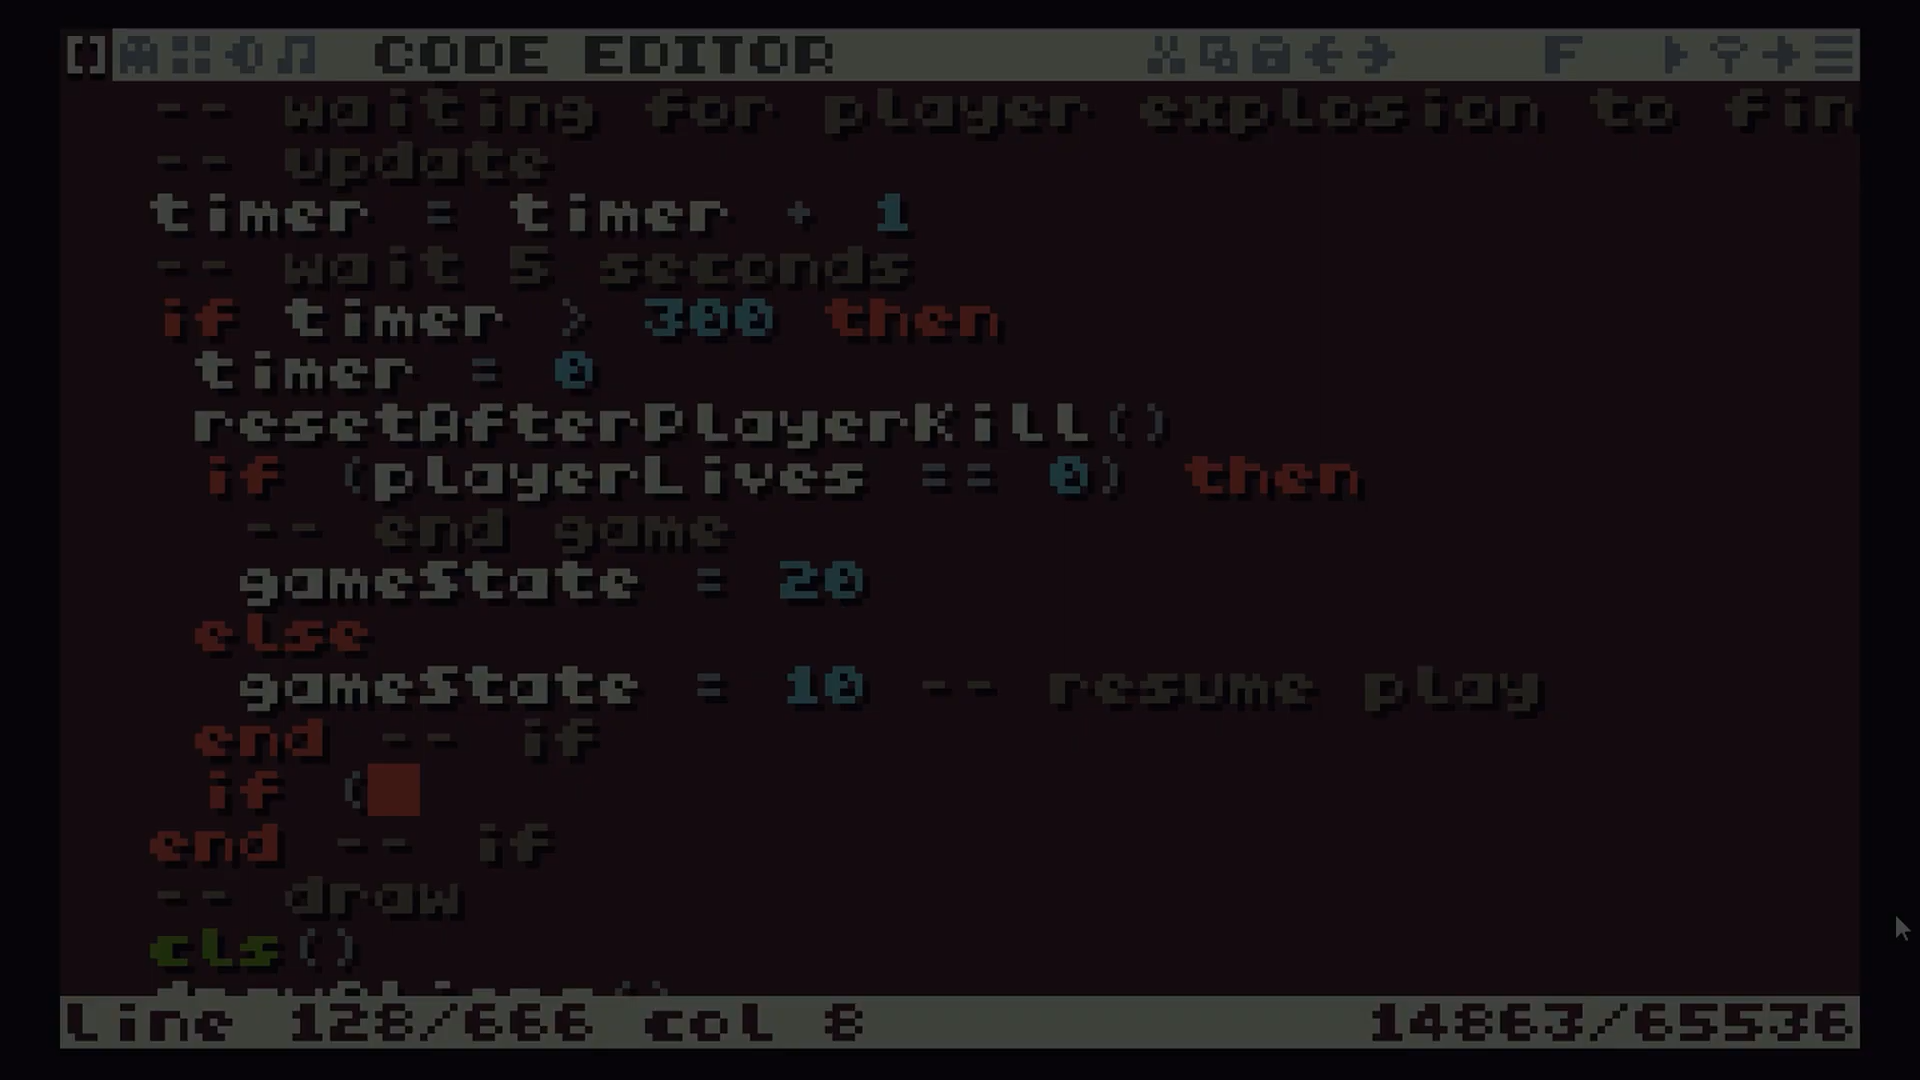 CODE EDITOR F
-- waiting for player explosion to fin
-- update
timer = timer + 1
-- wait 5 seconds
if timer > 300 then
timer = 0
resetAfterPlayerKill()
if (playerLives == 0) then
-- end game
gameState = 20
else
gameState = 10 -- resume play
end -- if
if (
end -- if
-- draw
cls()
line 128/666 col 8 14863/65536